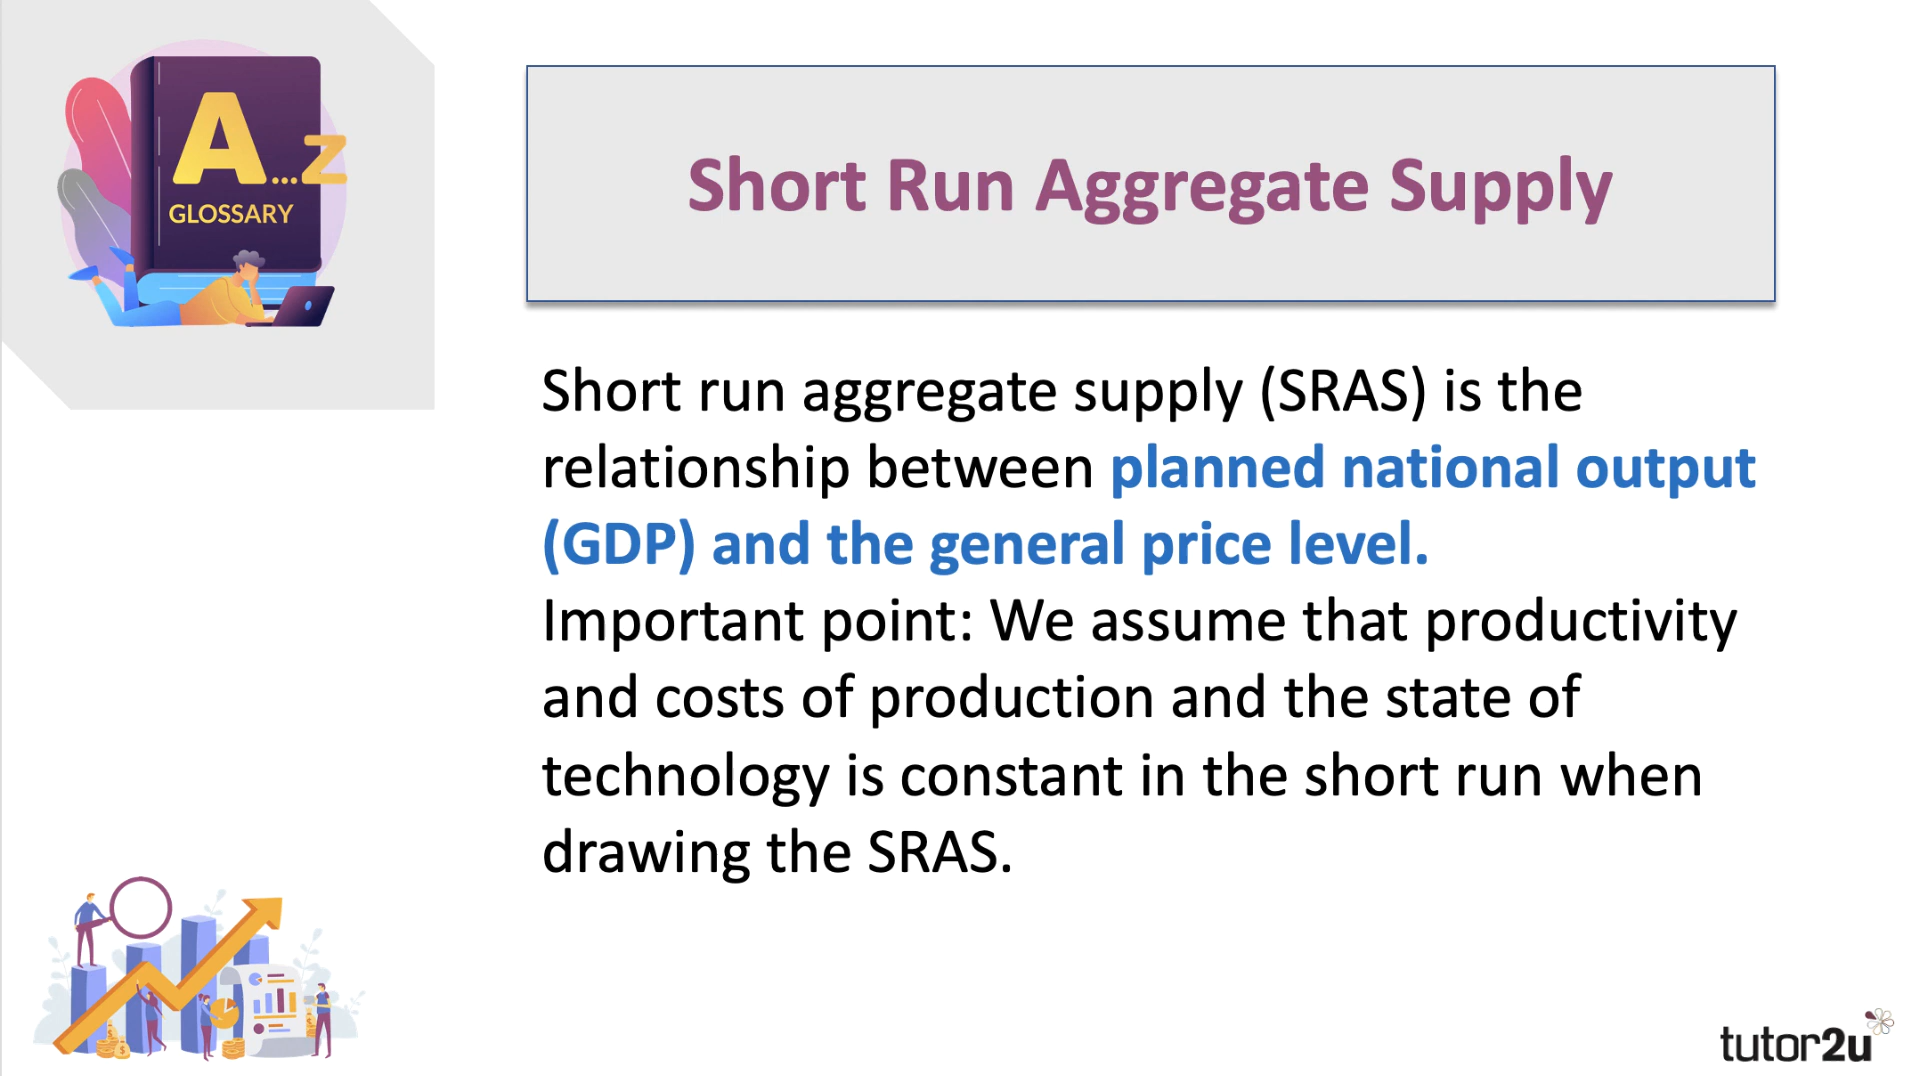 A...Z
GLOSSARY
Short Run Aggregate Supply
Short run aggregate supply (SRAS) is the
relationship between planned national output
(GDP) and the general price level.
Important point: We assume that productivity
and costs of production and the state of
technology is constant in the short run when
drawing the SRAS.
tutor2u